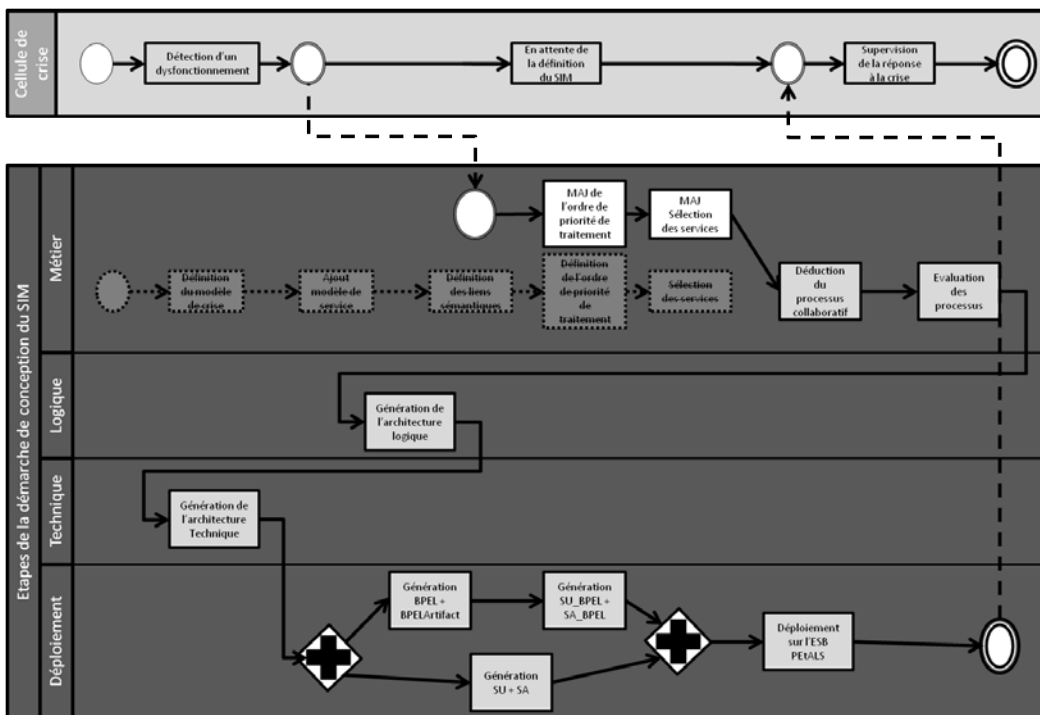 Cellule de
crise
Détection d'un
dysfonctionnement
En attente de
la définition
du SIM
Supervision
de la réponse
à la crise
Etapes de la démarche de conception du SIM
Métier
MAJ de
l'ordre de
priorité de
traitement
MAJ
Sélection
des services
Définition
du modèle
de crise
Ajout
modèle de
service
Définition
des liens
sémantiques
Définition
de l'ordre
de priorité
de
traitement
Sélection
des services
Déduction
du
processus
collaboratif
Evaluation
des
processus
Logique
Génération de
l'architecture
logique
Technique
Génération de
l'architecture
Technique
Déploiement
Génération
BPEL +
BPELArtifact
Génération
SU_BPEL +
SA_BPEL
Génération
SU + SA
Déploiement
sur l'ESB
PEtALS